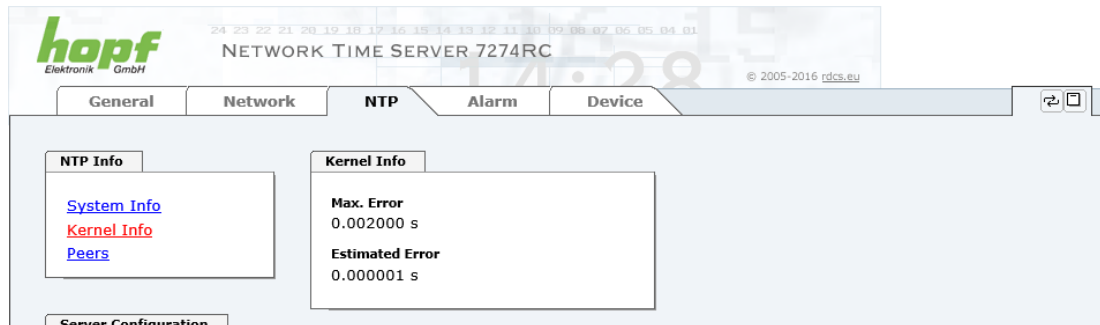 hopf
Elektronik GmbH
24 23 22 21 20 19 18 17 16 15 14 13 12 11 10 09 08 07 06 05 04 01
NETWORK TIME SERVER 7274RC
14:28
© 2005-2016 rdcs.eu
General Network NTP Alarm Device
NTP Info
System Info
Kernel Info
Peers
Kernel Info
Max. Error
0.002000 s
Estimated Error
0.000001 s
Server Configuration